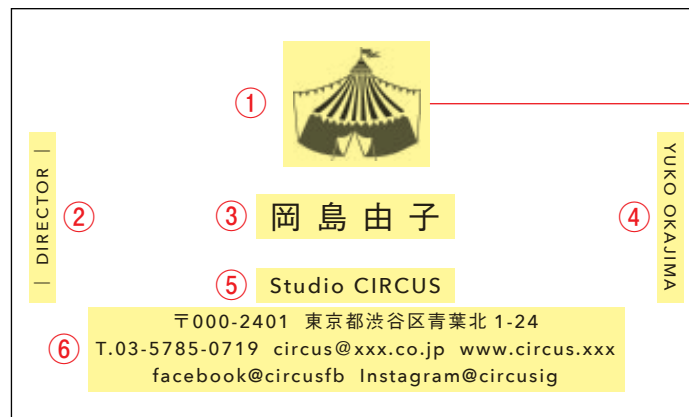 ①
| DIRECTOR |
②
③
岡島由子
④
YUKO OKAJIMA
⑤
Studio CIRCUS
⑥
〒000-2401 東京都渋谷区青葉北1-24
T.03-5785-0719 circus@xxx.co.jp www.circus.xxx
facebook@circusfb Instagram@circusig